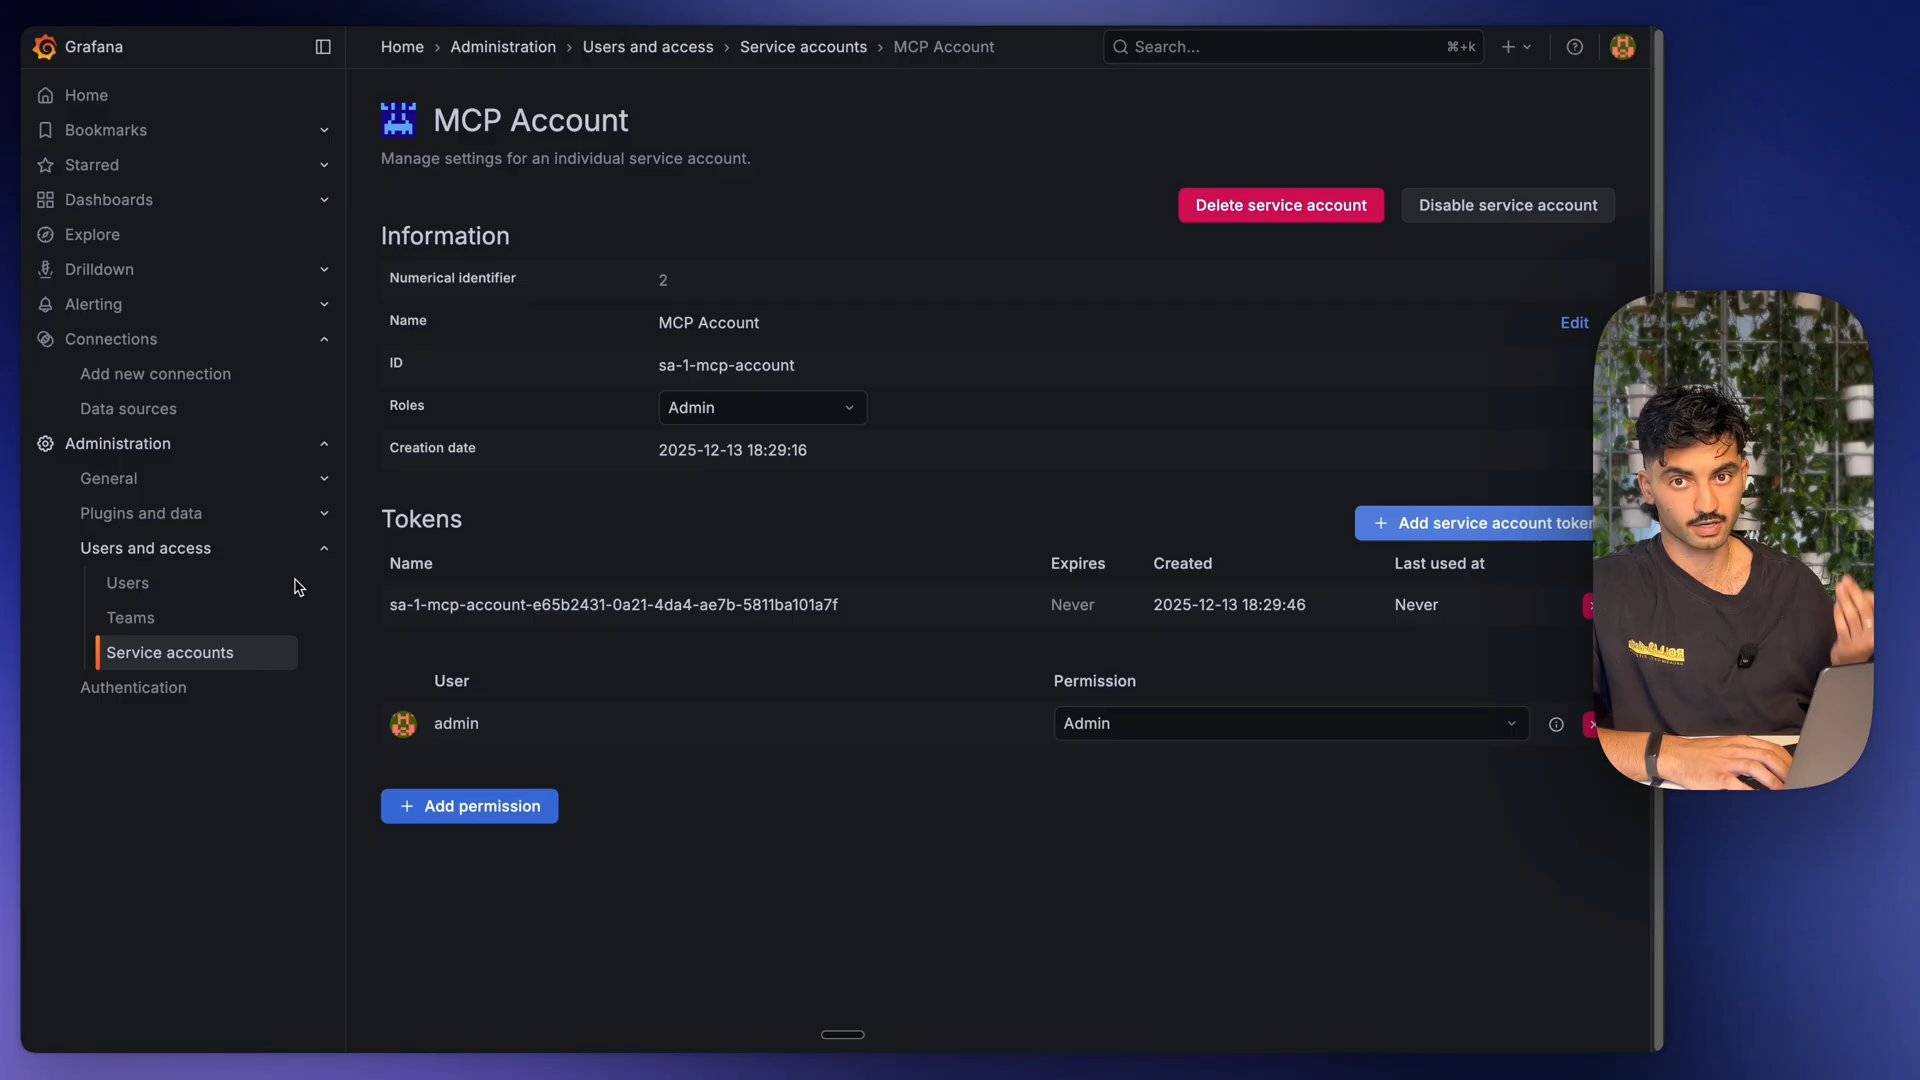 Grafana
Home › Administration › Users and access › Service accounts › MCP Account
Search...
⌘+k
Home
Bookmarks
Starred
Dashboards
Explore
Drilldown
Alerting
Connections
Add new connection
Data sources
Administration
General
Plugins and data
Users and access
Users
Teams
Service accounts
Authentication
MCP Account
Manage settings for an individual service account.
Delete service account
Disable service account
Information
Numerical identifier 2
Name MCP Account Edit
ID sa-1-mcp-account
Roles Admin
Creation date 2025-12-13 18:29:16
Tokens
+ Add service account token
Name Expires Created Last used at
sa-1-mcp-account-e65b2431-0a21-4da4-ae7b-5811ba101a7f Never 2025-12-13 18:29:46 Never
User Permission
admin Admin
+ Add permission